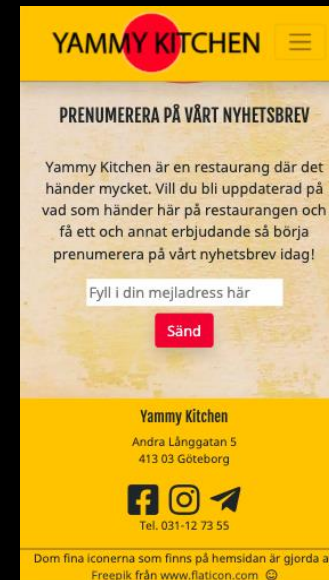 YAMMY KITCHEN
PRENUMERERA PÅ VÅRT NYHETSBREV
Yammy Kitchen är en restaurang där det
händer mycket. Vill du bli uppdaterad på
vad som händer här på restaurangen och
få ett och annat erbjudande så börja
prenumerera på vårt nyhetsbrev idag!
Fyll i din mejladress här
Sänd
Yammy Kitchen
Andra Långgatan 5
413 03 Göteborg
Tel. 031-12 73 55
Dom fina iconerna som finns på hemsidan är gjorda a
Freepik från www.flaticon.com